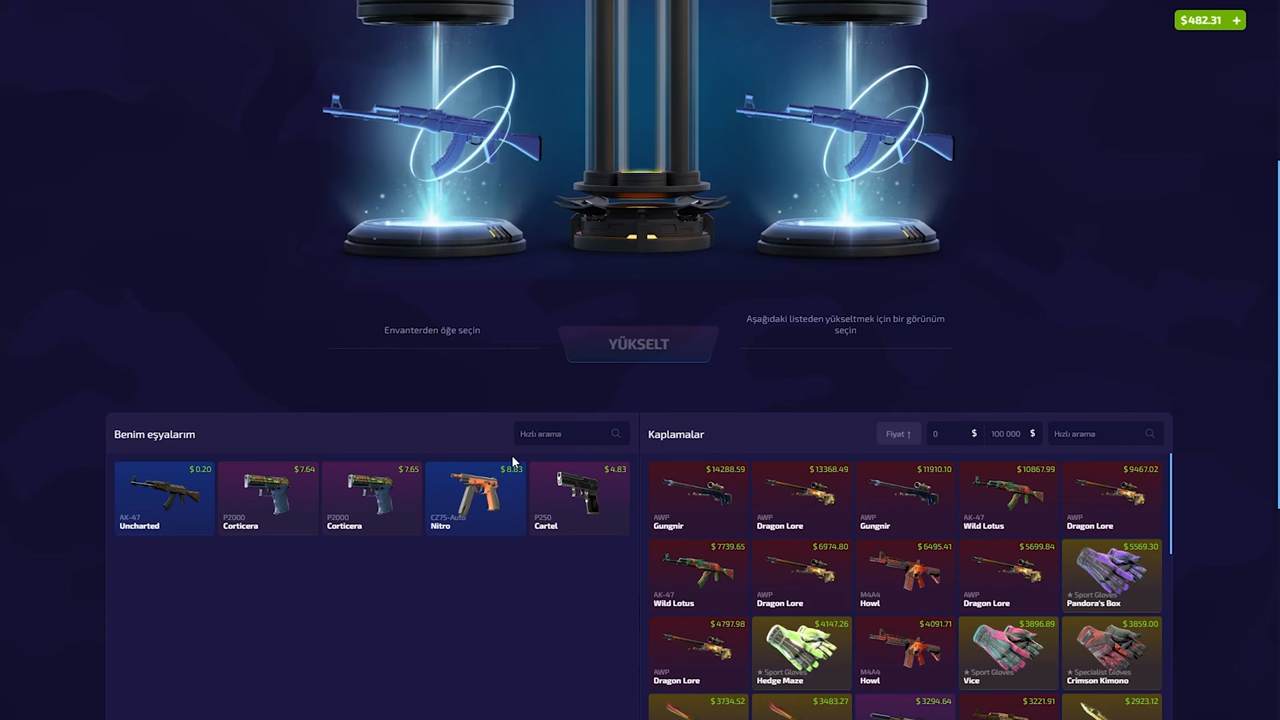 $482.31 +
Envanterden öğe seçin
YÜKSELT
Aşağıdaki listeden yükseltmek için bir görünüm
seçin
Benim eşyalarım
Hızlı arama
$ 0.20
AK-47
Uncharted
$ 7.64
P2000
Corticera
$ 7.65
P2000
Corticera
$ 8.83
CZ75-Auto
Nitro
$ 4.83
P250
Cartel
Kaplamalar
Fiyat ↑
0 $
100 000 $
Hızlı arama
$ 14288.59
AWP
Gungnir
$ 13368.49
AWP
Dragon Lore
$ 11910.10
AWP
Gungnir
$ 10867.99
AK-47
Wild Lotus
$ 9467.02
AWP
Dragon Lore
$ 7739.65
AK-47
Wild Lotus
$ 6974.80
AWP
Dragon Lore
$ 6495.41
M4A4
Howl
$ 5699.84
AWP
Dragon Lore
$ 5569.30
★ Sport Gloves
Pandora's Box
$ 4797.98
AWP
Dragon Lore
$ 4147.26
★ Sport Gloves
Hedge Maze
$ 4091.71
M4A4
Howl
$ 3896.89
★ Sport Gloves
Vice
$ 3859.00
★ Specialist Gloves
Crimson Kimono
$ 3734.52
$ 3483.27
$ 3294.64
$ 3221.91
$ 2923.12